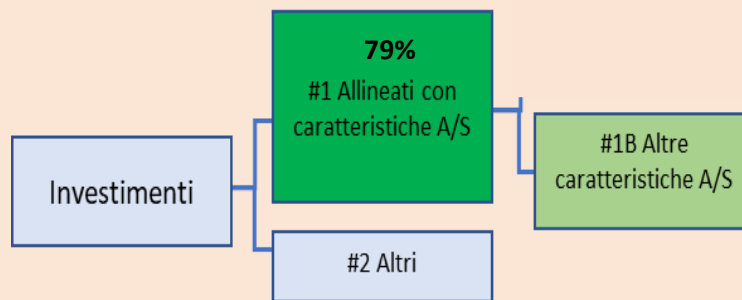 79%
#1 Allineati con
caratteristiche A/S
#1B Altre
caratteristiche A/S
Investimenti
#2 Altri